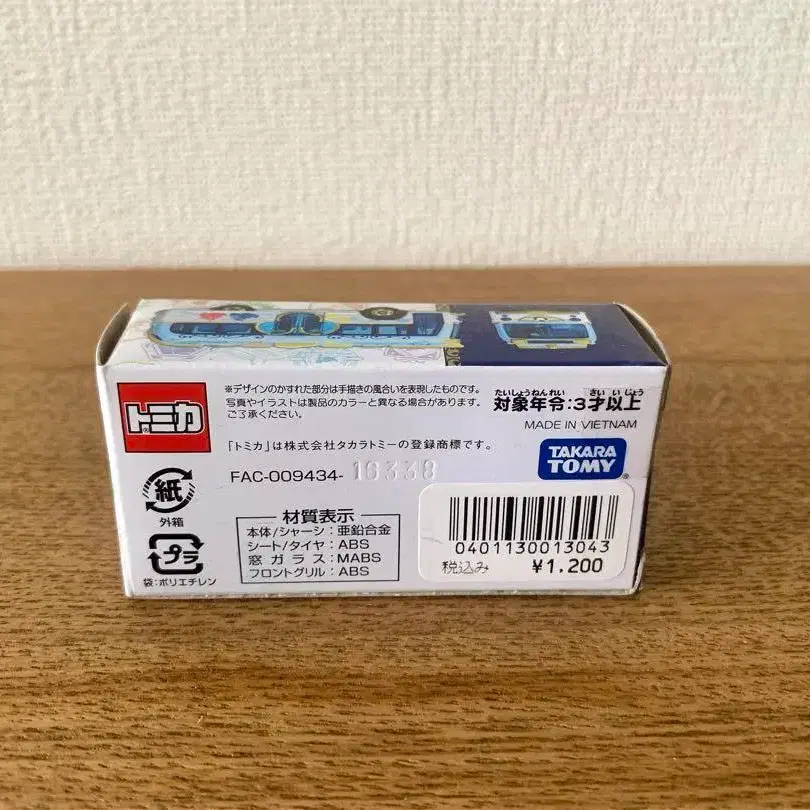 トミカ
※デザインのかすれた部分は手描きの風合いを表現したものです。
写真やイラストは製品のカラーと異なる場合があります。
ご了承ください。
「トミカ」は株式会社タカラトミーの登録商標です。
FAC-009434-16338
たいしょうねんれい さい いじょう
対象年令:3才以上
MADE IN VIETNAM
TAKARA
TOMY
紙
外箱
プラ
袋:ポリエチレン
材質表示
本体/シャーシ:亜鉛合金
シート/タイヤ:ABS
窓ガラス:MABS
フロントグリル:ABS
0401130013043
税込み ¥1,200